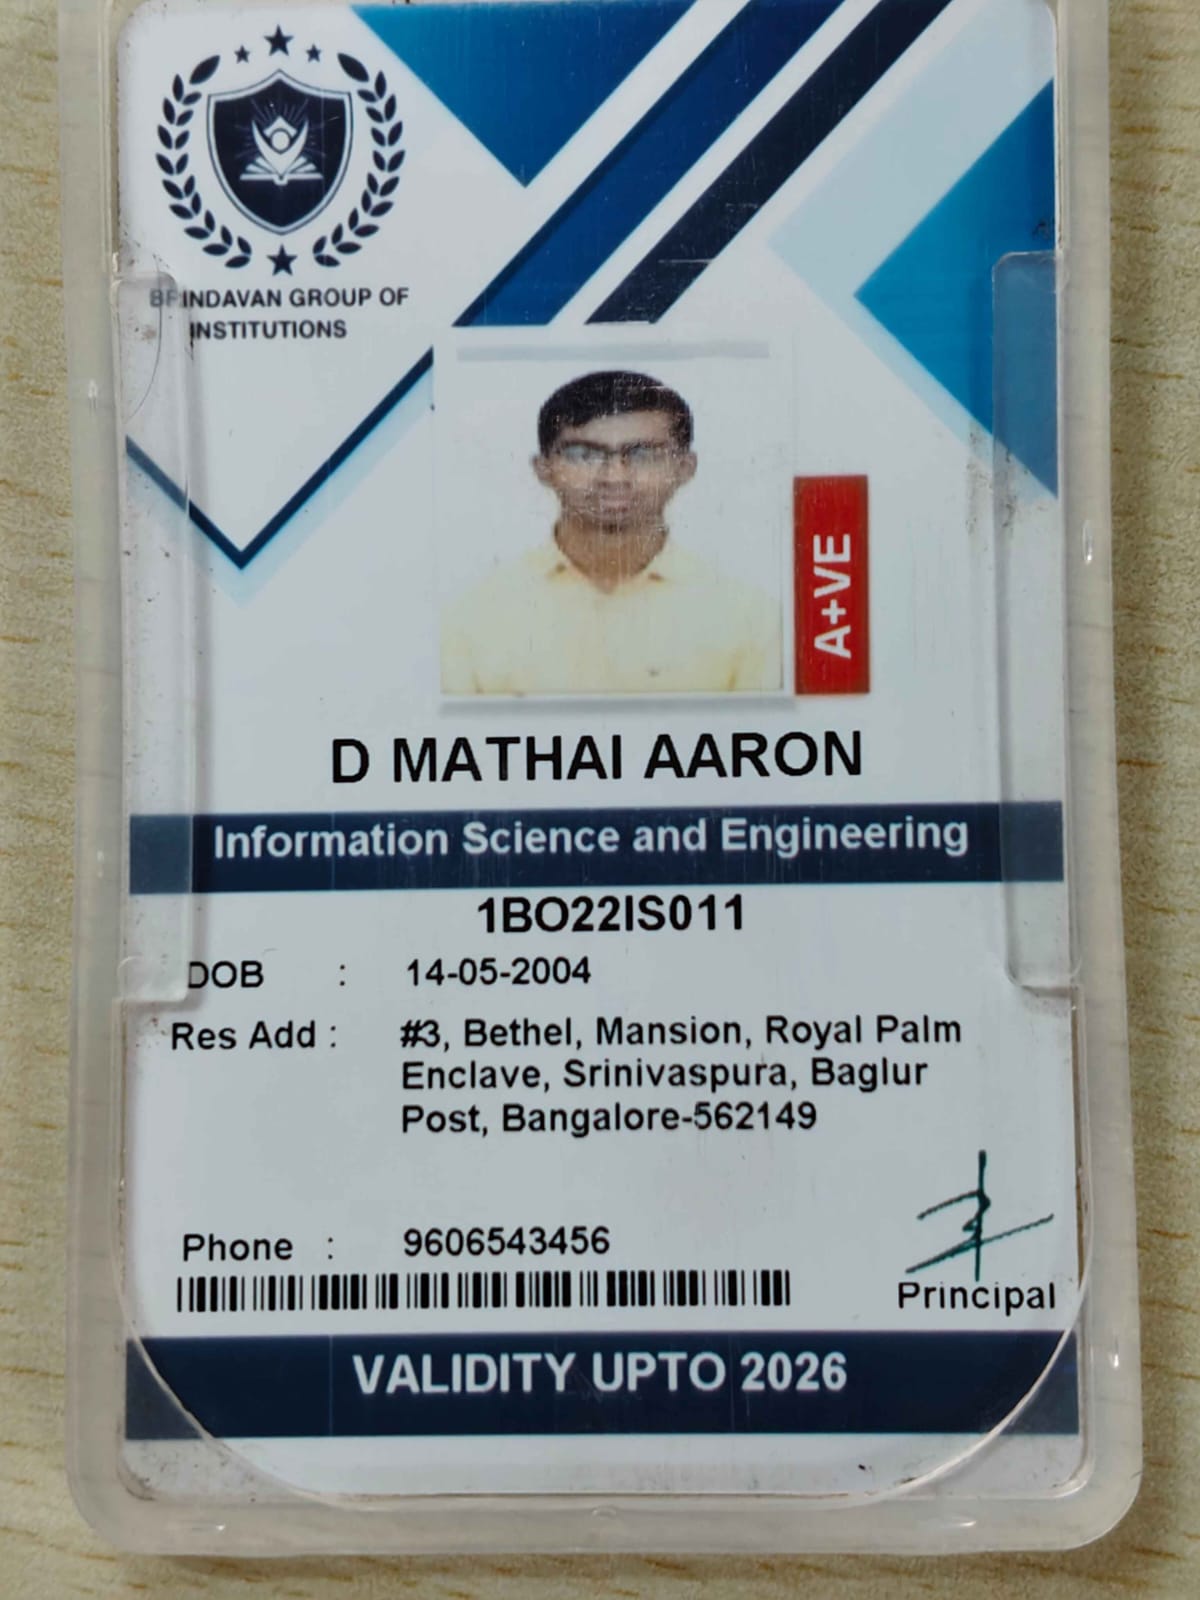 BRINDAVAN GROUP OF
INSTITUTIONS
A+VE
D MATHAI AARON
Information Science and Engineering
1BO22IS011
DOB : 14-05-2004
Res Add : #3, Bethel, Mansion, Royal Palm
Enclave, Srinivaspura, Baglur
Post, Bangalore-562149
Phone : 9606543456
Principal
VALIDITY UPTO 2026